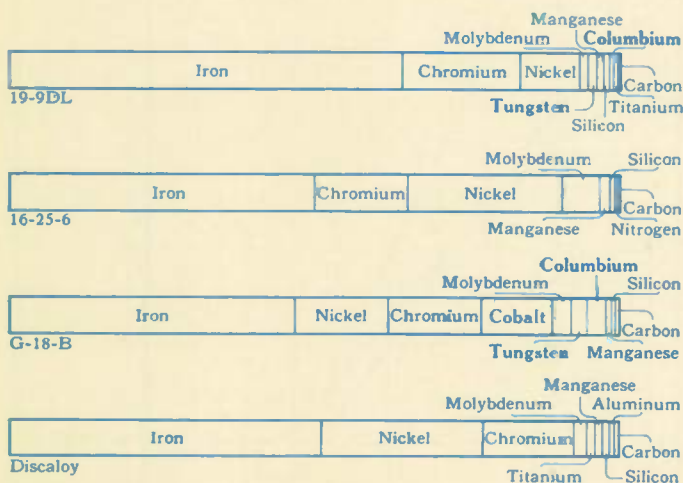 Manganese
Molybdenum Columbium
Iron Chromium Nickel
Carbon
19-9DL Tungsten Titanium
Silicon
Molybdenum Silicon
Iron Chromium Nickel
Carbon
16-25-6 Manganese Nitrogen
Columbium
Molybdenum Silicon
Iron Nickel Chromium Cobalt
Carbon
G-18-B Tungsten Manganese
Manganese
Molybdenum Aluminum
Iron Nickel Chromium
Carbon
Discaloy Titanium Silicon